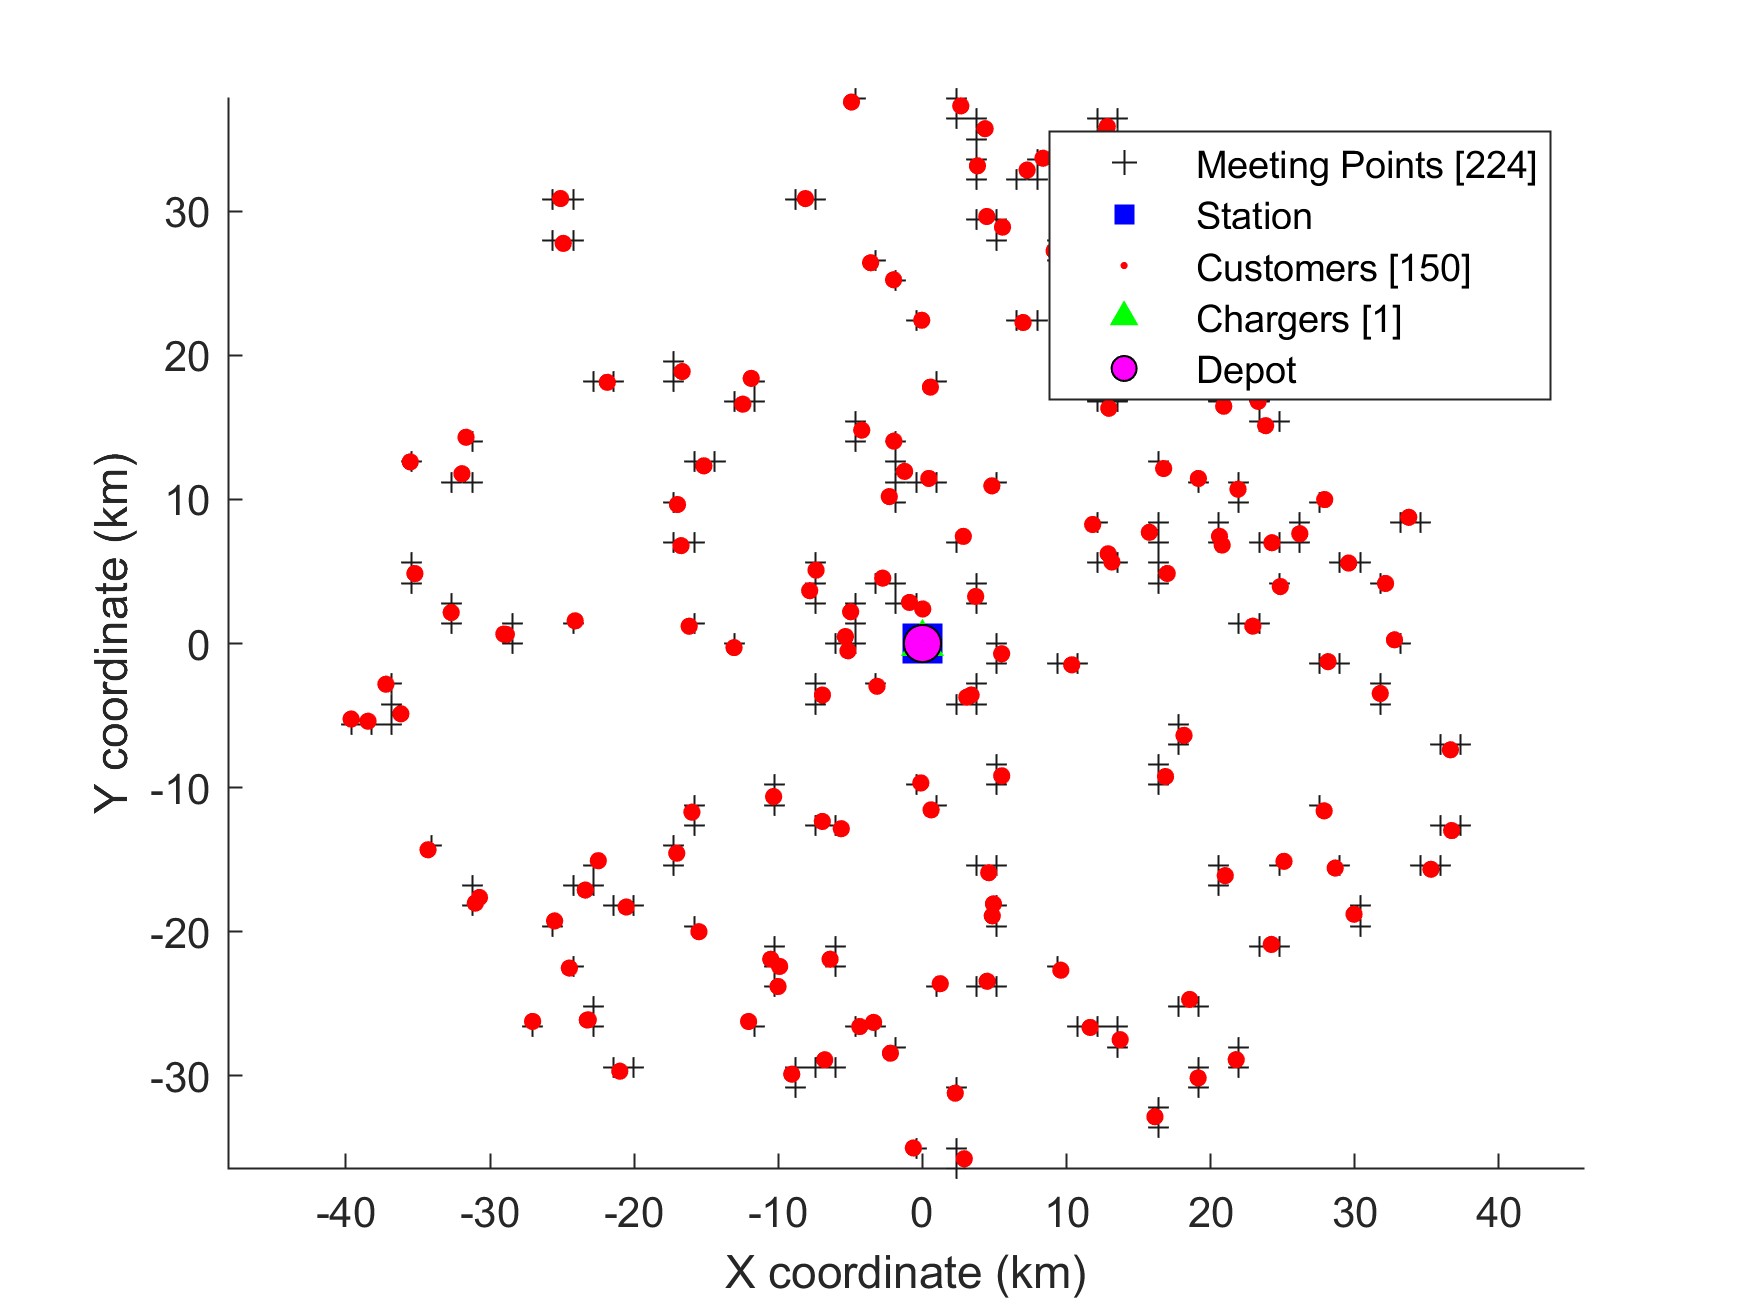 Meeting Points [224]
Station
Customers [150]
Chargers [1]
Depot
Y coordinate (km)
30
20
10
0
-10
-20
-30
-40 -30 -20 -10 0 10 20 30 40
X coordinate (km)